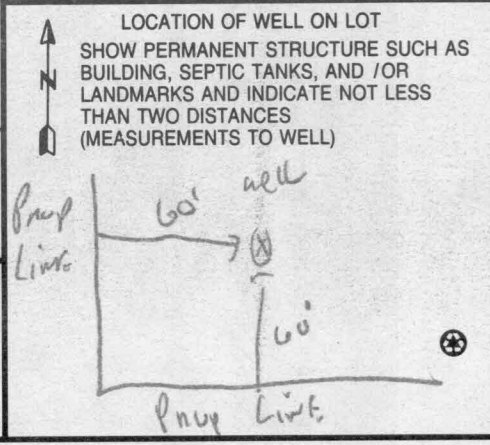 LOCATION OF WELL ON LOT
SHOW PERMANENT STRUCTURE SUCH AS
BUILDING, SEPTIC TANKS, AND /OR
LANDMARKS AND INDICATE NOT LESS
THAN TWO DISTANCES
(MEASUREMENTS TO WELL)
N
well
Prop
Line
60'
X
60'
Prop Line